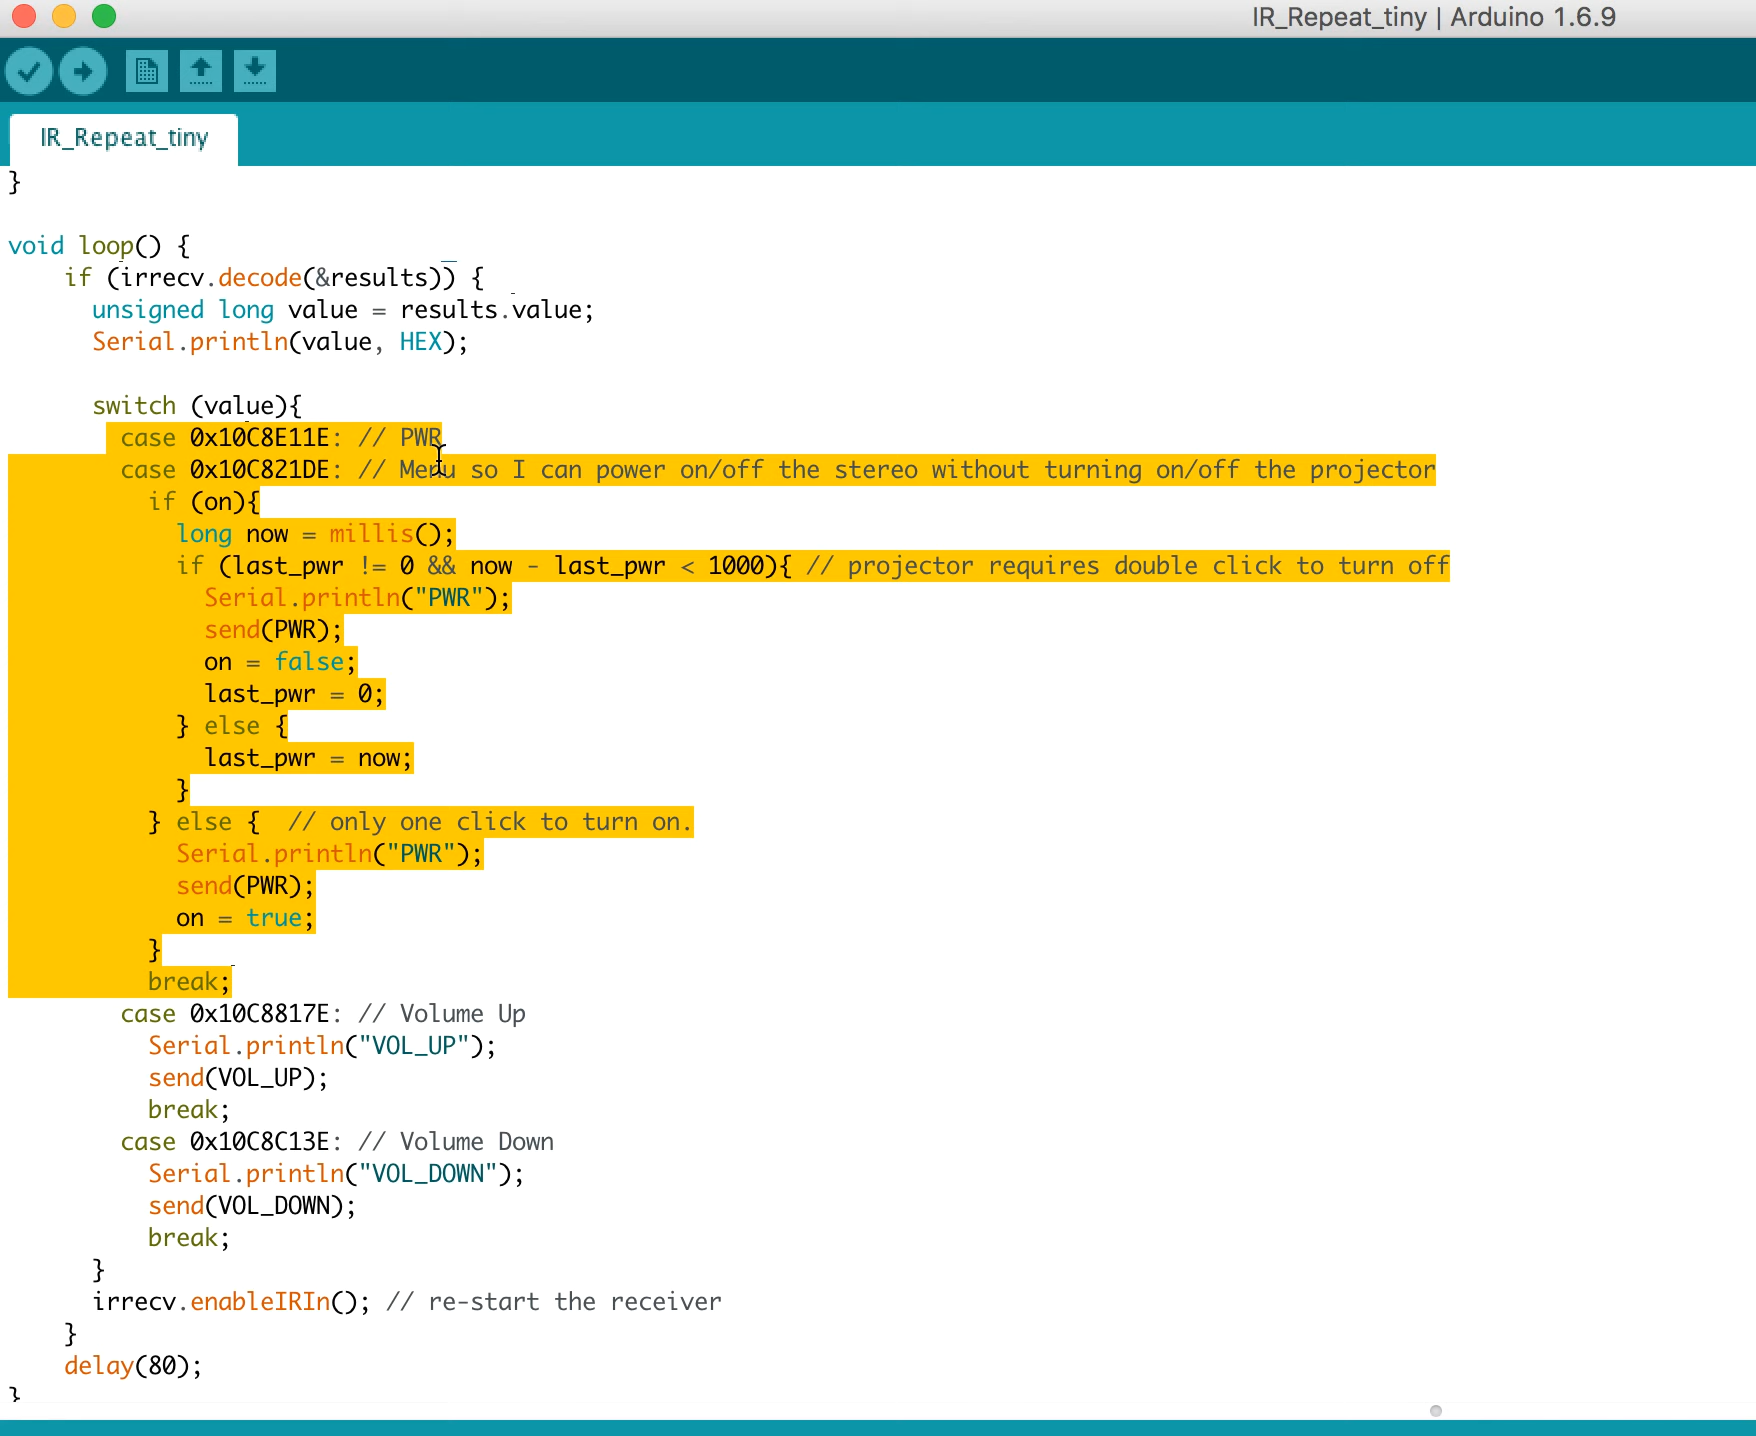 IR_Repeat_tiny | Arduino 1.6.9
IR_Repeat_tiny
}
void loop() {
    if (irrecv.decode(&results)) {
      unsigned long value = results.value;
      Serial.println(value, HEX);
      switch (value){
        case 0x10C8E11E: // PWR
        case 0x10C821DE: // Menu so I can power on/off the stereo without turning on/off the projector
          if (on){
            long now = millis();
            if (last_pwr != 0 && now - last_pwr < 1000){ // projector requires double click to turn off
              Serial.println("PWR");
              send(PWR);
              on = false;
              last_pwr = 0;
            } else {
              last_pwr = now;
            }
          } else {  // only one click to turn on.
            Serial.println("PWR");
            send(PWR);
            on = true;
          }
          break;
        case 0x10C8817E: // Volume Up
          Serial.println("VOL_UP");
          send(VOL_UP);
          break;
        case 0x10C8C13E: // Volume Down
          Serial.println("VOL_DOWN");
          send(VOL_DOWN);
          break;
      }
      irrecv.enableIRIn(); // re-start the receiver
    }
    delay(80);
}